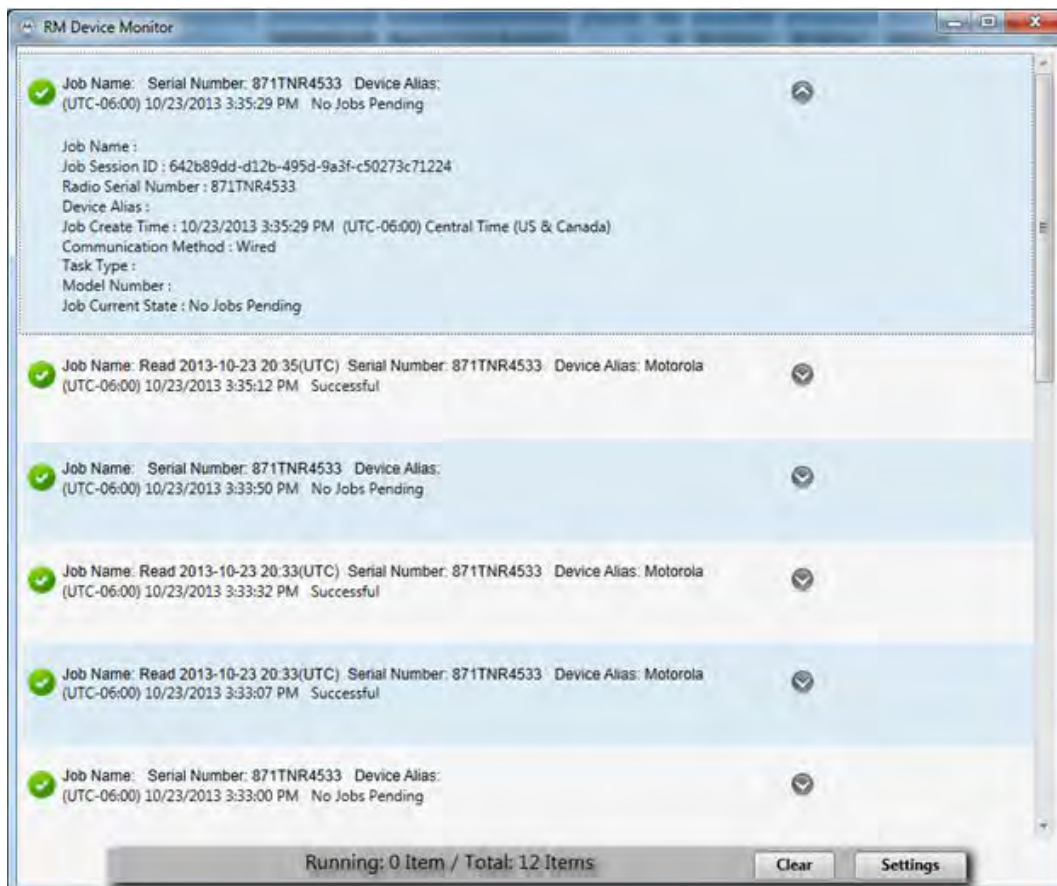 RM Device Monitor
Job Name: Serial Number: 871TNR4533 Device Alias:
(UTC-06:00) 10/23/2013 3:35:29 PM No Jobs Pending
Job Name :
Job Session ID : 642b89dd-d12b-495d-9a3f-c50273c71224
Radio Serial Number : 871TNR4533
Device Alias :
Job Create Time : 10/23/2013 3:35:29 PM (UTC-06:00) Central Time (US & Canada)
Communication Method : Wired
Task Type :
Model Number :
Job Current State : No Jobs Pending
Job Name: Read 2013-10-23 20:35(UTC) Serial Number: 871TNR4533 Device Alias: Motorola
(UTC-06:00) 10/23/2013 3:35:12 PM Successful
Job Name: Serial Number: 871TNR4533 Device Alias:
(UTC-06:00) 10/23/2013 3:33:50 PM No Jobs Pending
Job Name: Read 2013-10-23 20:33(UTC) Serial Number: 871TNR4533 Device Alias: Motorola
(UTC-06:00) 10/23/2013 3:33:32 PM Successful
Job Name: Read 2013-10-23 20:33(UTC) Serial Number: 871TNR4533 Device Alias: Motorola
(UTC-06:00) 10/23/2013 3:33:07 PM Successful
Job Name: Serial Number: 871TNR4533 Device Alias:
(UTC-06:00) 10/23/2013 3:33:00 PM No Jobs Pending
Running: 0 Item / Total: 12 Items
Clear
Settings